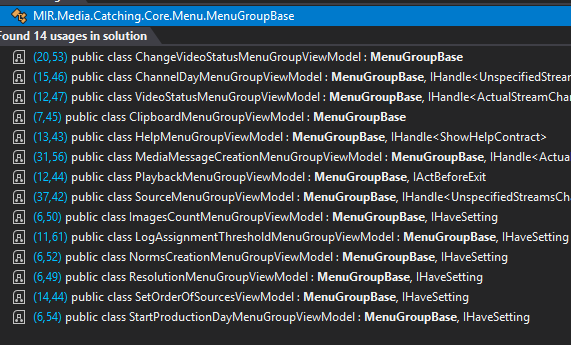 MIR.Media.Catching.Core.Menu.MenuGroupBase
Found 14 usages in solution
(20,53) public class ChangeVideoStatusMenuGroupViewModel : MenuGroupBase
(15,46) public class ChannelDayMenuGroupViewModel : MenuGroupBase, IHandle<UnspecifiedStream
(12,47) public class VideoStatusMenuGroupViewModel : MenuGroupBase, IHandle<ActualStreamCha
(7,45) public class ClipboardMenuGroupViewModel : MenuGroupBase
(13,43) public class HelpMenuGroupViewModel : MenuGroupBase, IHandle<ShowHelpContract>
(31,56) public class MediaMessageCreationMenuGroupViewModel : MenuGroupBase, IHandle<Actua
(12,44) public class PlaybackMenuGroupViewModel : MenuGroupBase, IActBeforeExit
(37,42) public class SourceMenuGroupViewModel : MenuGroupBase, IHandle<UnspecifiedStreamsCh
(6,50) public class ImagesCountMenuGroupViewModel : MenuGroupBase, IHaveSetting
(11,61) public class LogAssignmentThresholdMenuGroupViewModel : MenuGroupBase, IHaveSetting
(6,52) public class NormsCreationMenuGroupViewModel : MenuGroupBase, IHaveSetting
(6,49) public class ResolutionMenuGroupViewModel : MenuGroupBase, IHaveSetting
(14,44) public class SetOrderOfSourcesViewModel : MenuGroupBase, IHaveSetting
(6,54) public class StartProductionDayMenuGroupViewModel : MenuGroupBase, IHaveSetting